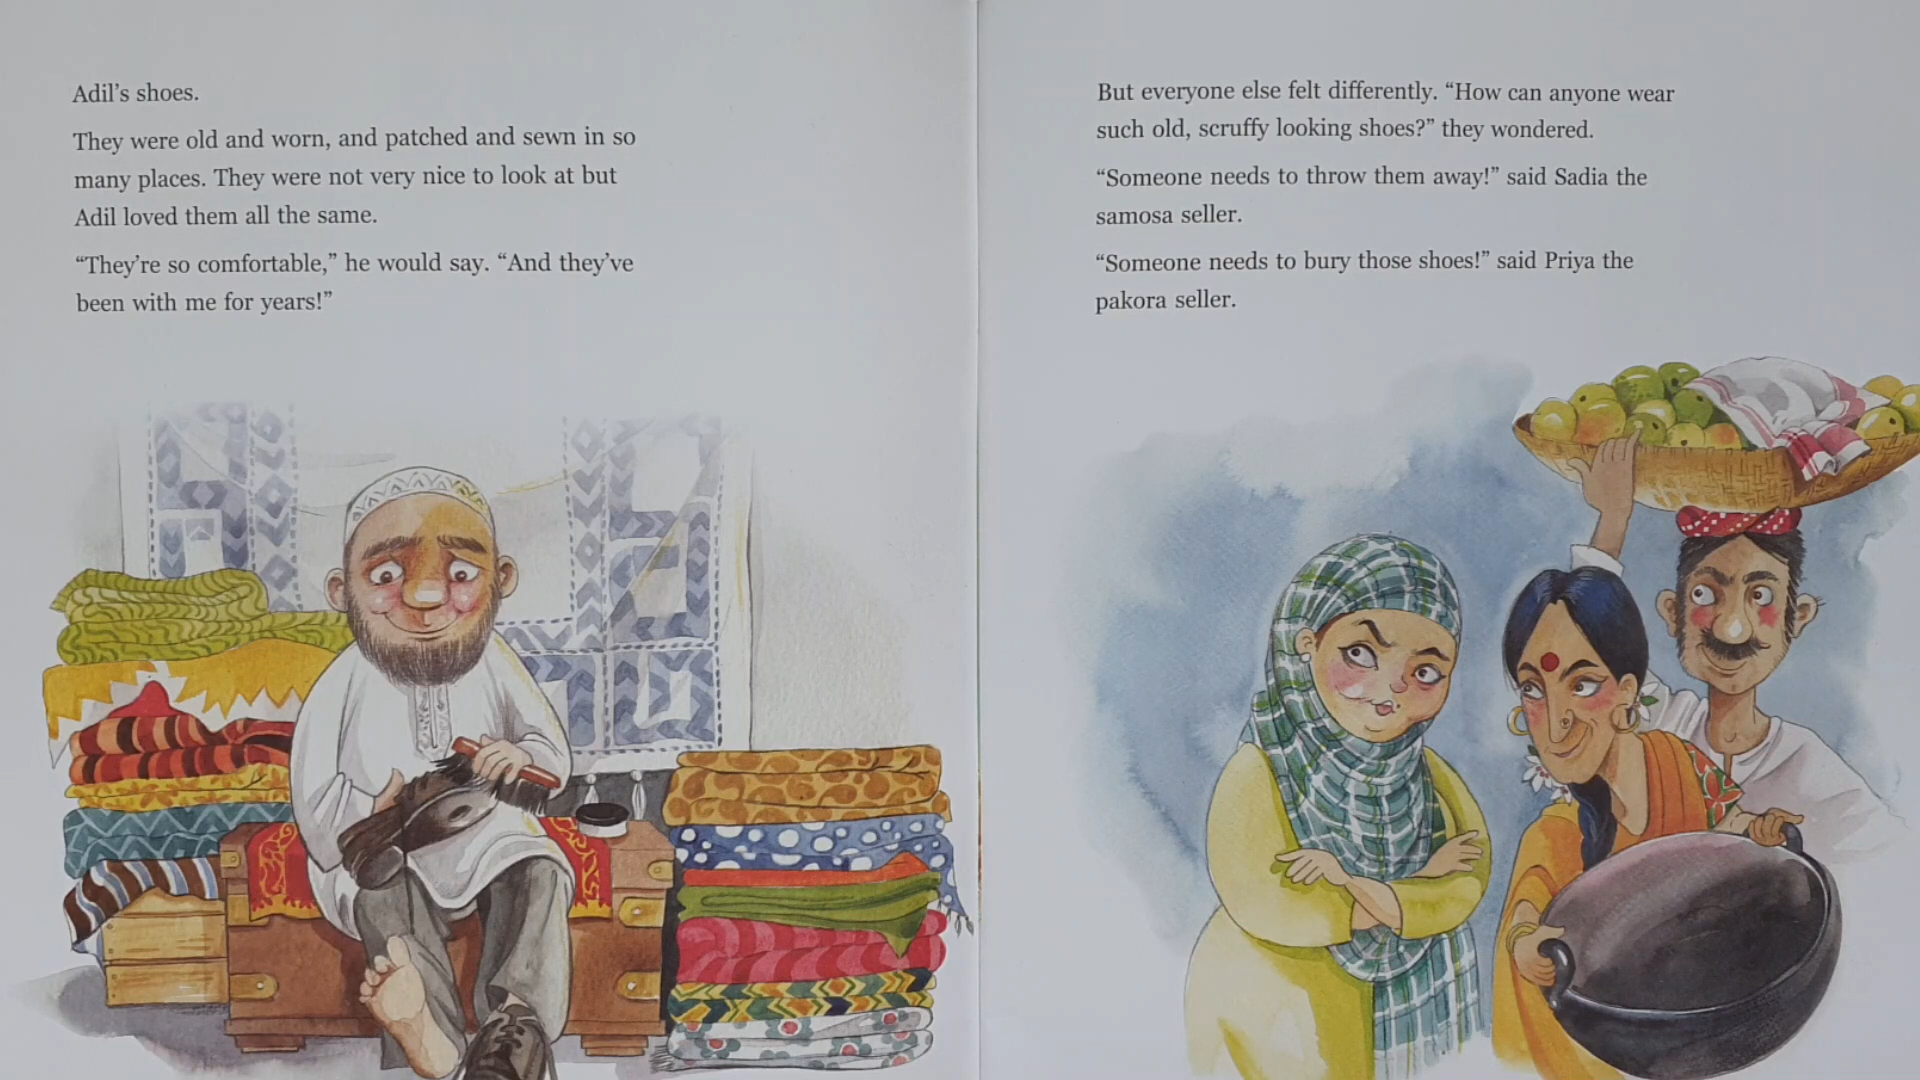 Adil’s shoes.
They were old and worn, and patched and sewn in so
many places. They were not very nice to look at but
Adil loved them all the same.
“They’re so comfortable,” he would say. “And they’ve
been with me for years!”
But everyone else felt differently. “How can anyone wear
such old, scruffy looking shoes?” they wondered.
“Someone needs to throw them away!” said Sadia the
samosa seller.
“Someone needs to bury those shoes!” said Priya the
pakora seller.